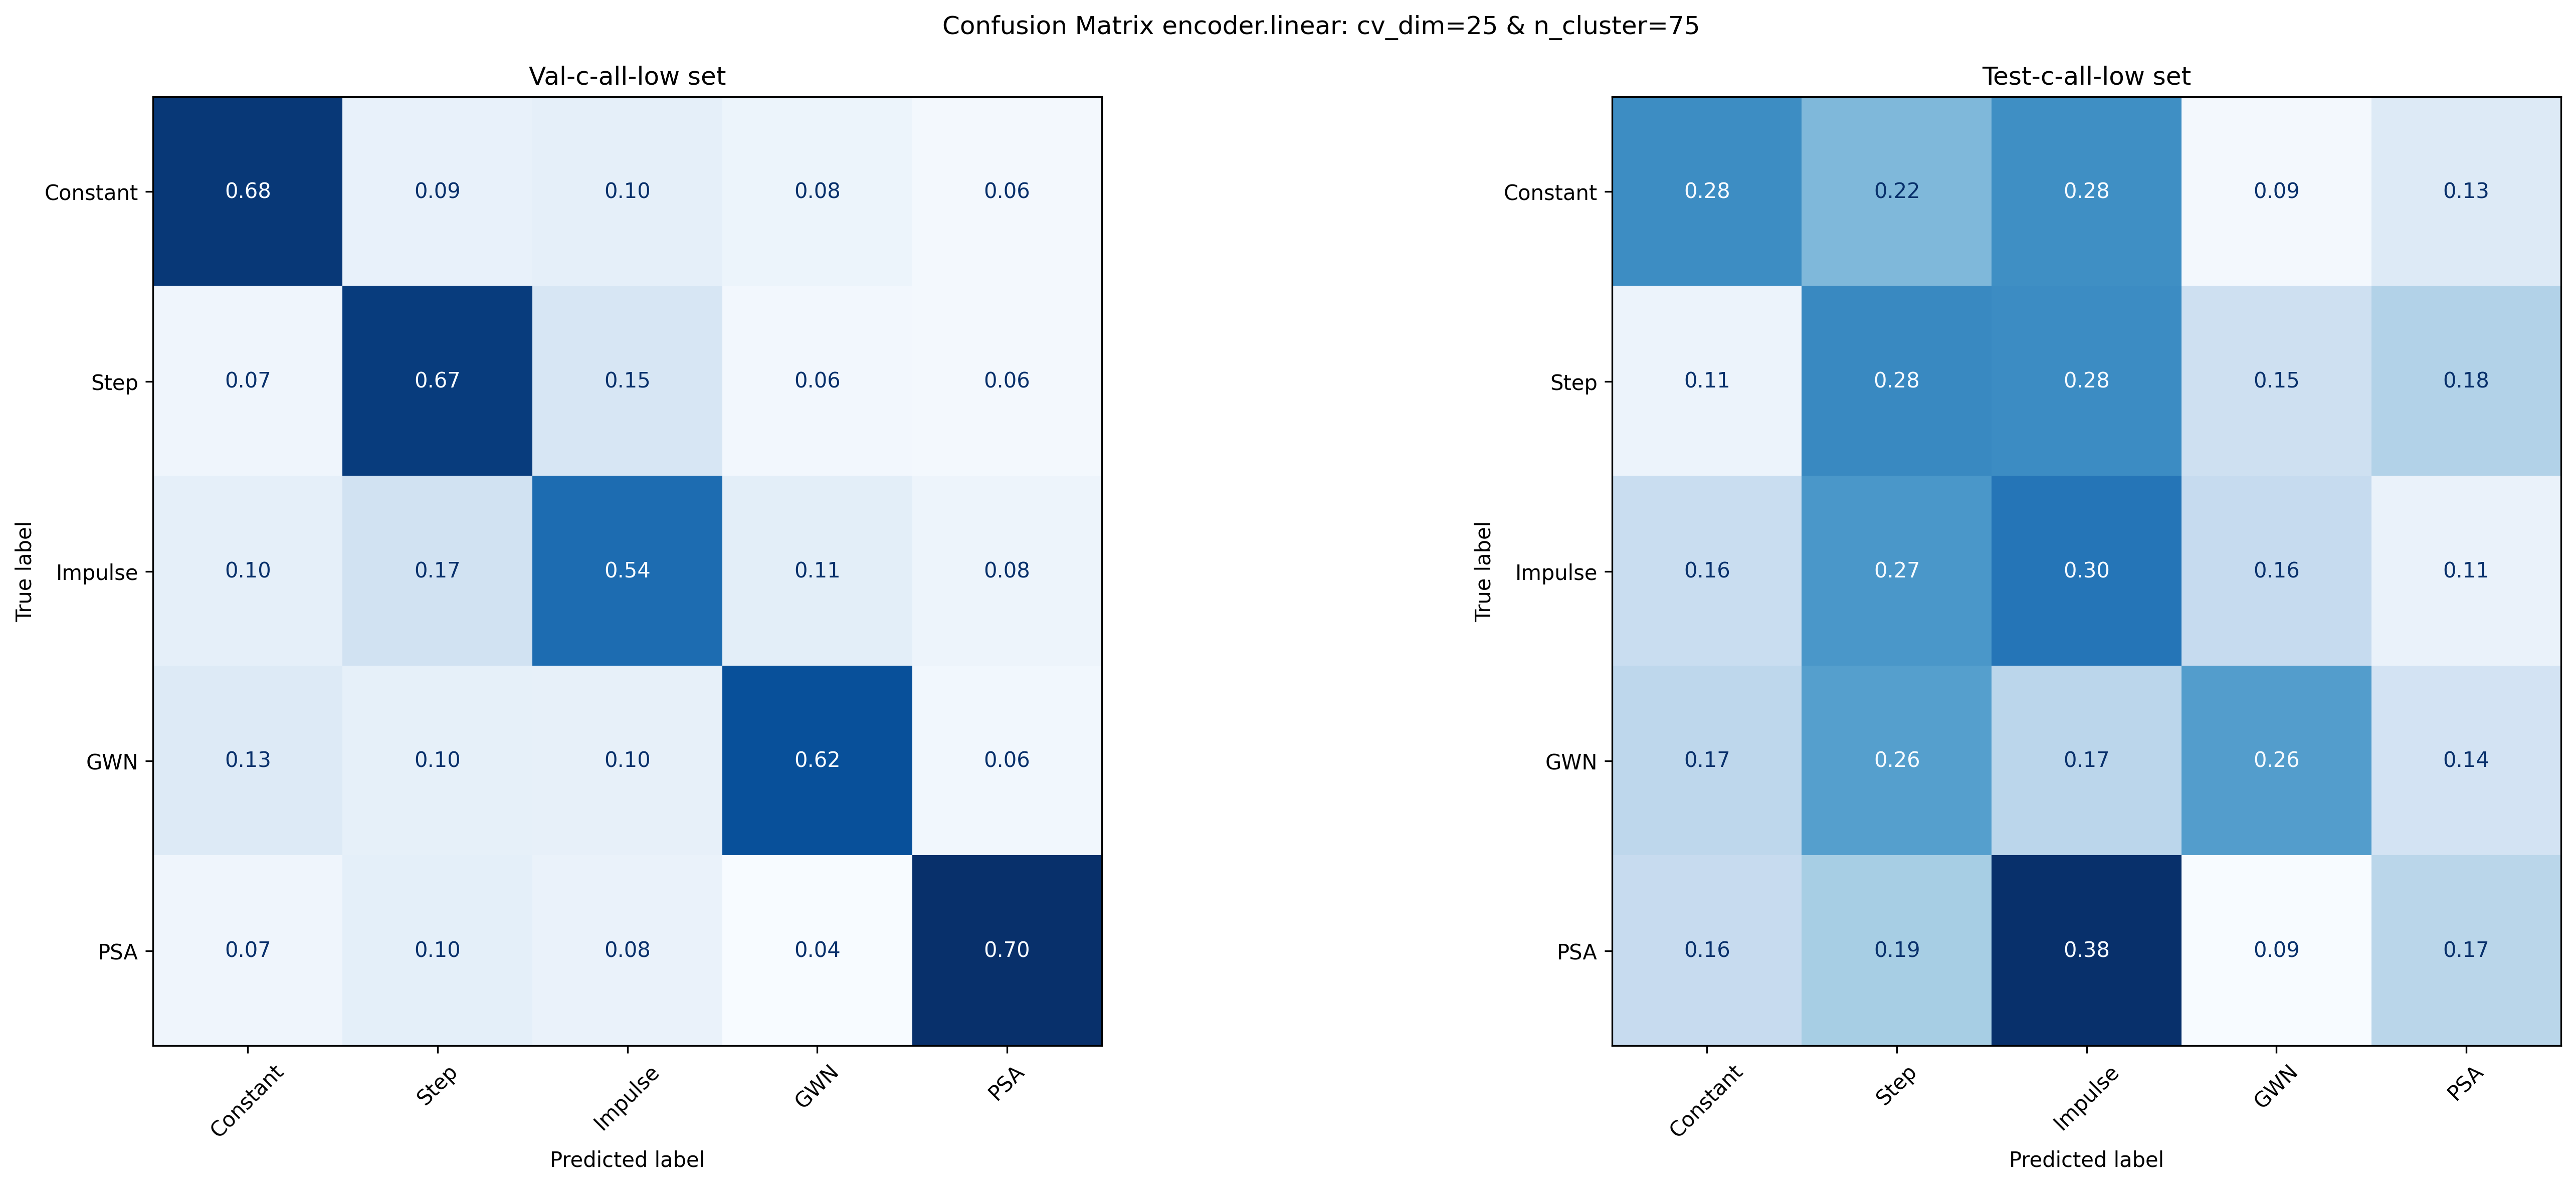 Confusion Matrix encoder.linear: cv_dim=25 & n_cluster=75
Val-c-all-low set
True label
Constant 0.68 0.09 0.10 0.08 0.06
Step 0.07 0.67 0.15 0.06 0.06
Impulse 0.10 0.17 0.54 0.11 0.08
GWN 0.13 0.10 0.10 0.62 0.06
PSA 0.07 0.10 0.08 0.04 0.70
Constant Step Impulse GWN PSA
Predicted label
Test-c-all-low set
True label
Constant 0.28 0.22 0.28 0.09 0.13
Step 0.11 0.28 0.28 0.15 0.18
Impulse 0.16 0.27 0.30 0.16 0.11
GWN 0.17 0.26 0.17 0.26 0.14
PSA 0.16 0.19 0.38 0.09 0.17
Constant Step Impulse GWN PSA
Predicted label